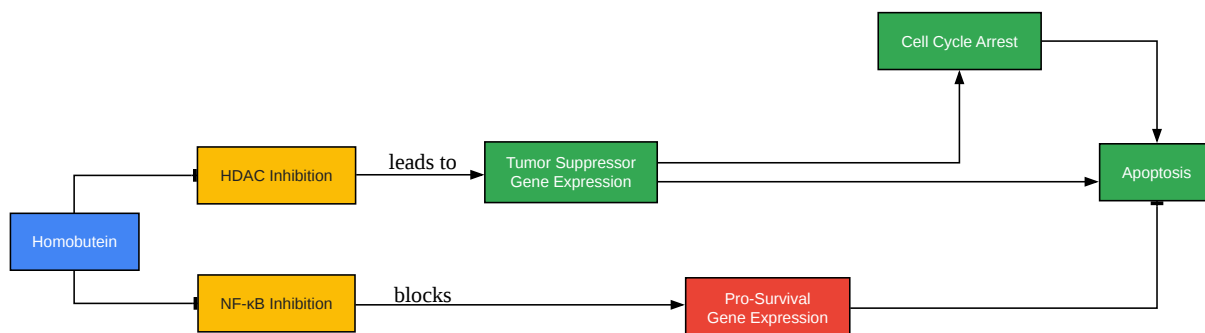 Cell Cycle Arrest
HDAC Inhibition
leads to
Tumor Suppressor
Gene Expression
Apoptosis
Homobutein
NF-κB Inhibition
blocks
Pro-Survival
Gene Expression